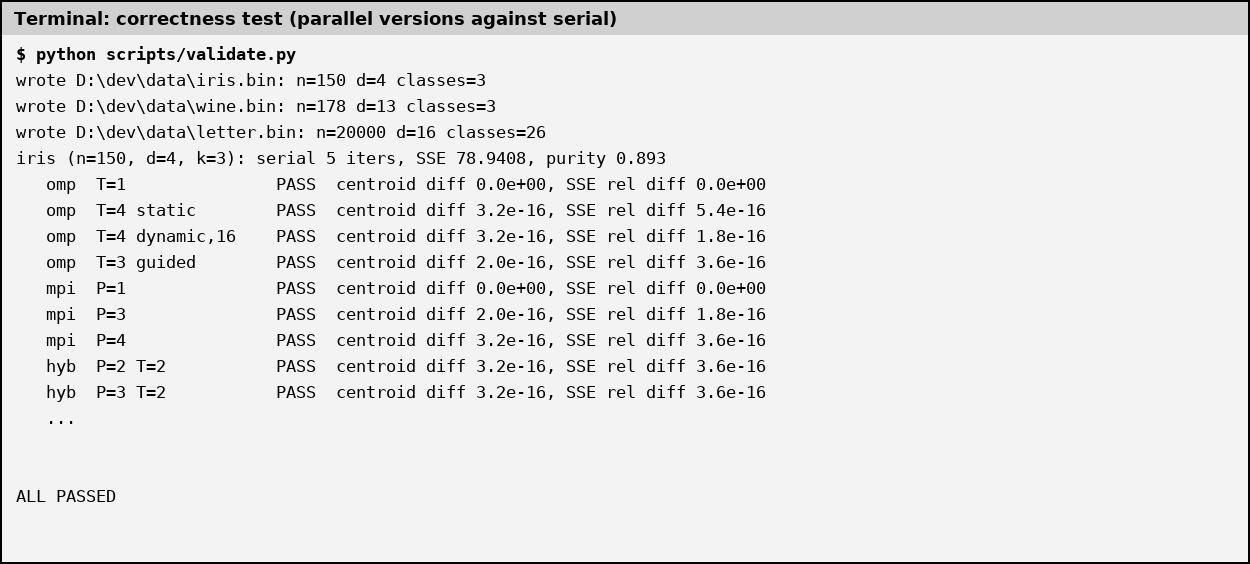 Terminal: correctness test (parallel versions against serial)
$ python scripts/validate.py
wrote D:\dev\data\iris.bin: n=150 d=4 classes=3
wrote D:\dev\data\wine.bin: n=178 d=13 classes=3
wrote D:\dev\data\letter.bin: n=20000 d=16 classes=26
iris (n=150, d=4, k=3): serial 5 iters, SSE 78.9408, purity 0.893
   omp  T=1               PASS  centroid diff 0.0e+00, SSE rel diff 0.0e+00
   omp  T=4 static        PASS  centroid diff 3.2e-16, SSE rel diff 5.4e-16
   omp  T=4 dynamic,16    PASS  centroid diff 3.2e-16, SSE rel diff 1.8e-16
   omp  T=3 guided        PASS  centroid diff 2.0e-16, SSE rel diff 3.6e-16
   mpi  P=1               PASS  centroid diff 0.0e+00, SSE rel diff 0.0e+00
   mpi  P=3               PASS  centroid diff 2.0e-16, SSE rel diff 1.8e-16
   mpi  P=4               PASS  centroid diff 3.2e-16, SSE rel diff 3.6e-16
   hyb  P=2 T=2           PASS  centroid diff 3.2e-16, SSE rel diff 3.6e-16
   hyb  P=3 T=2           PASS  centroid diff 3.2e-16, SSE rel diff 3.6e-16
   ...
ALL PASSED